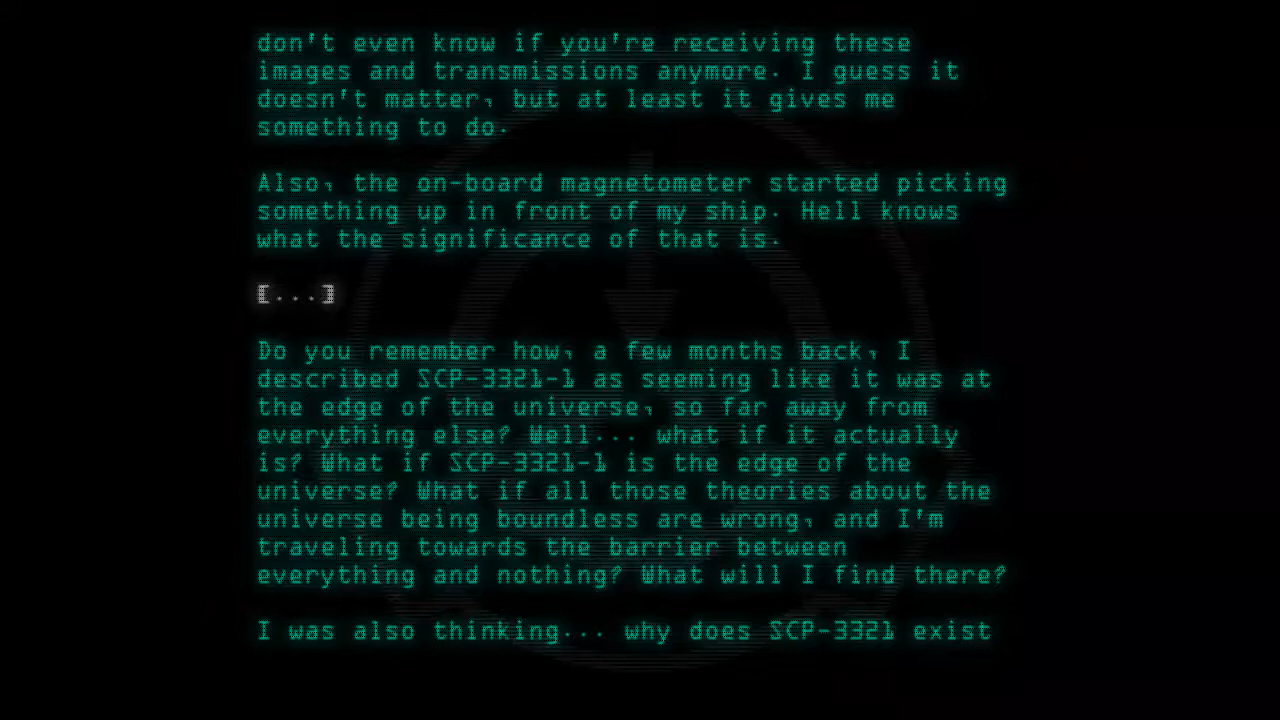 don't even know if you're receiving these
images and transmissions anymore. I guess it
doesn't matter, but at least it gives me
something to do.
Also, the on-board magnetometer started picking
something up in front of my ship. Hell knows
what the significance of that is.
[...]
Do you remember how, a few months back, I
described SCP-3321-1 as seeming like it was at
the edge of the universe, so far away from
everything else? Well... what if it actually
is? What if SCP-3321-1 is the edge of the
universe? What if all those theories about the
universe being boundless are wrong, and I'm
traveling towards the barrier between
everything and nothing? What will I find there?
I was also thinking... why does SCP-3321 exist